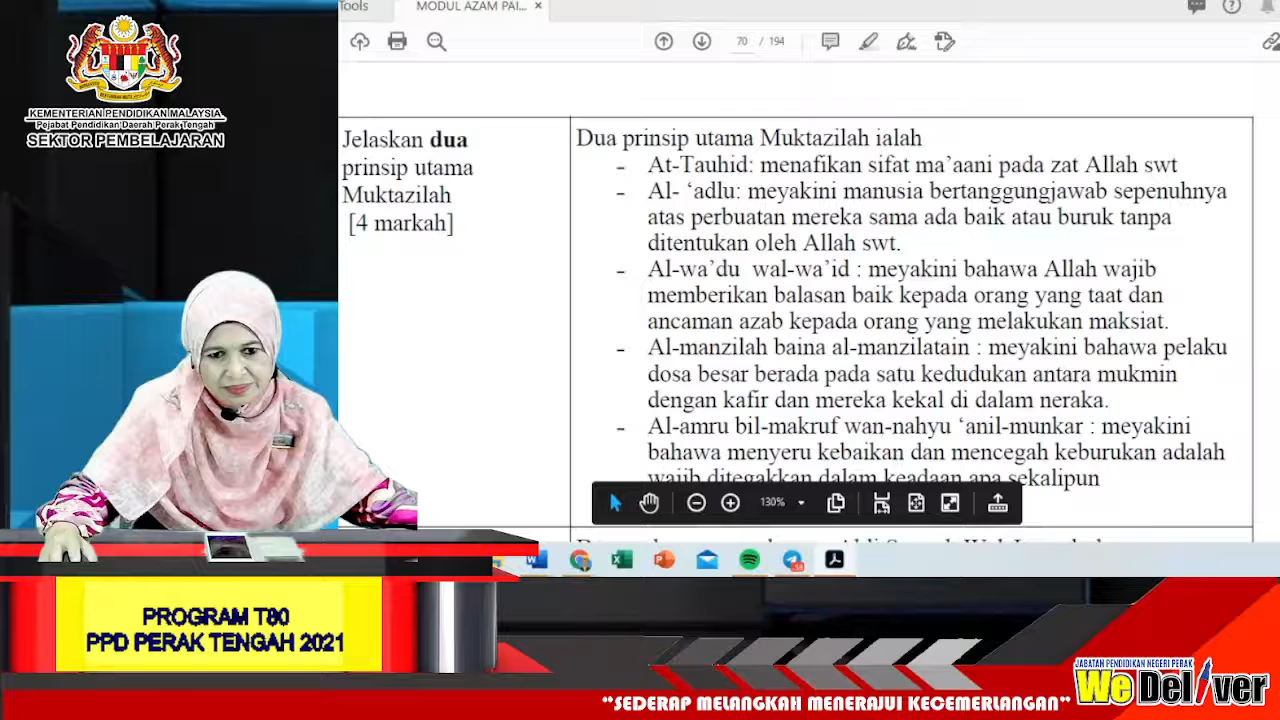 Tools
MODUL AZAM PAI... ×
70 / 194
KEMENTERIAN PENDIDIKAN MALAYSIA
Pejabat Pendidikan Daerah Perak Tengah
SEKTOR PEMBELAJARAN
Jelaskan dua
prinsip utama
Muktazilah
[4 markah]
Dua prinsip utama Muktazilah ialah
- At-Tauhid: menafikan sifat ma’aani pada zat Allah swt
- Al- ‘adlu: meyakini manusia bertanggungjawab sepenuhnya
atas perbuatan mereka sama ada baik atau buruk tanpa
ditentukan oleh Allah swt.
- Al-wa’du wal-wa’id : meyakini bahawa Allah wajib
memberikan balasan baik kepada orang yang taat dan
ancaman azab kepada orang yang melakukan maksiat.
- Al-manzilah baina al-manzilatain : meyakini bahawa pelaku
dosa besar berada pada satu kedudukan antara mukmin
dengan kafir dan mereka kekal di dalam neraka.
- Al-amru bil-makruf wan-nahyu ‘anil-munkar : meyakini
bahawa menyeru kebaikan dan mencegah keburukan adalah
wajib ditegakkan dalam keadaan apa sekalipun
130%
PROGRAM T80
PPD PERAK TENGAH 2021
JABATAN PENDIDIKAN NEGERI PERAK
We Deliver
"SEDERAP MELANGKAH MENERAJUI KECEMERLANGAN"